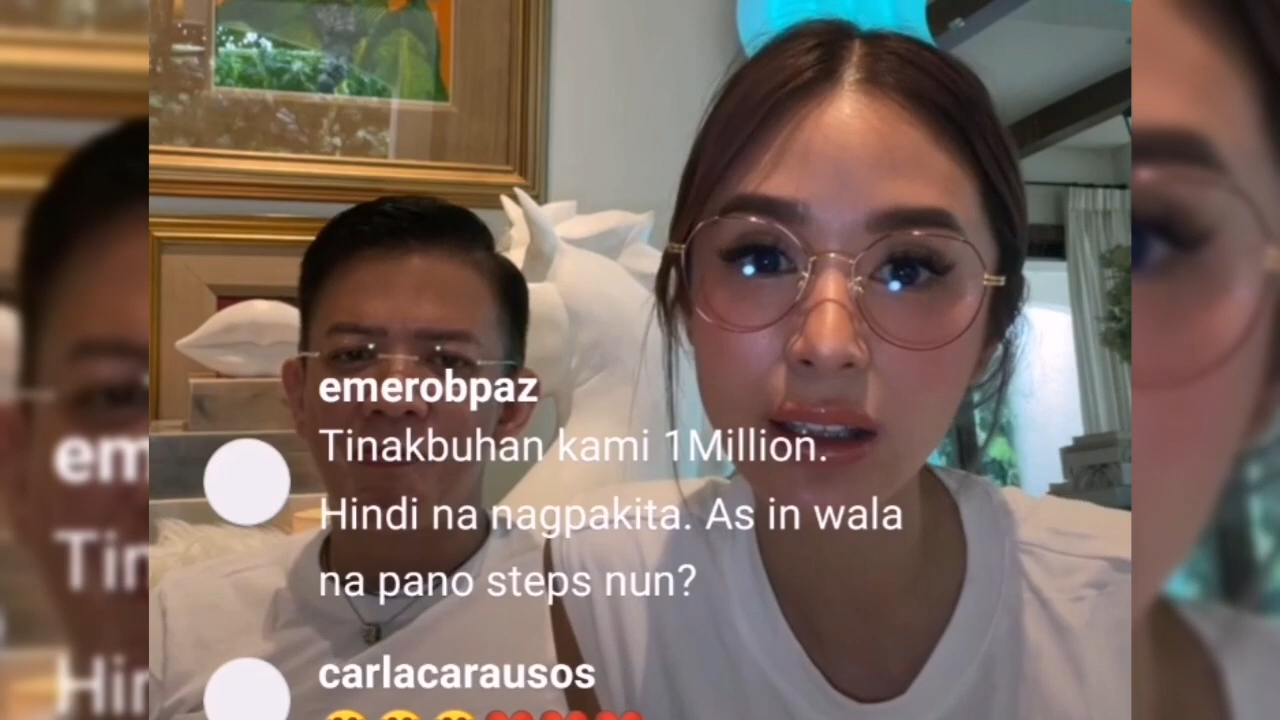 emerobpaz
Tinakbuhan kami 1Million.
Hindi na nagpakita. As in wala
na pano steps nun?
carlacarausos